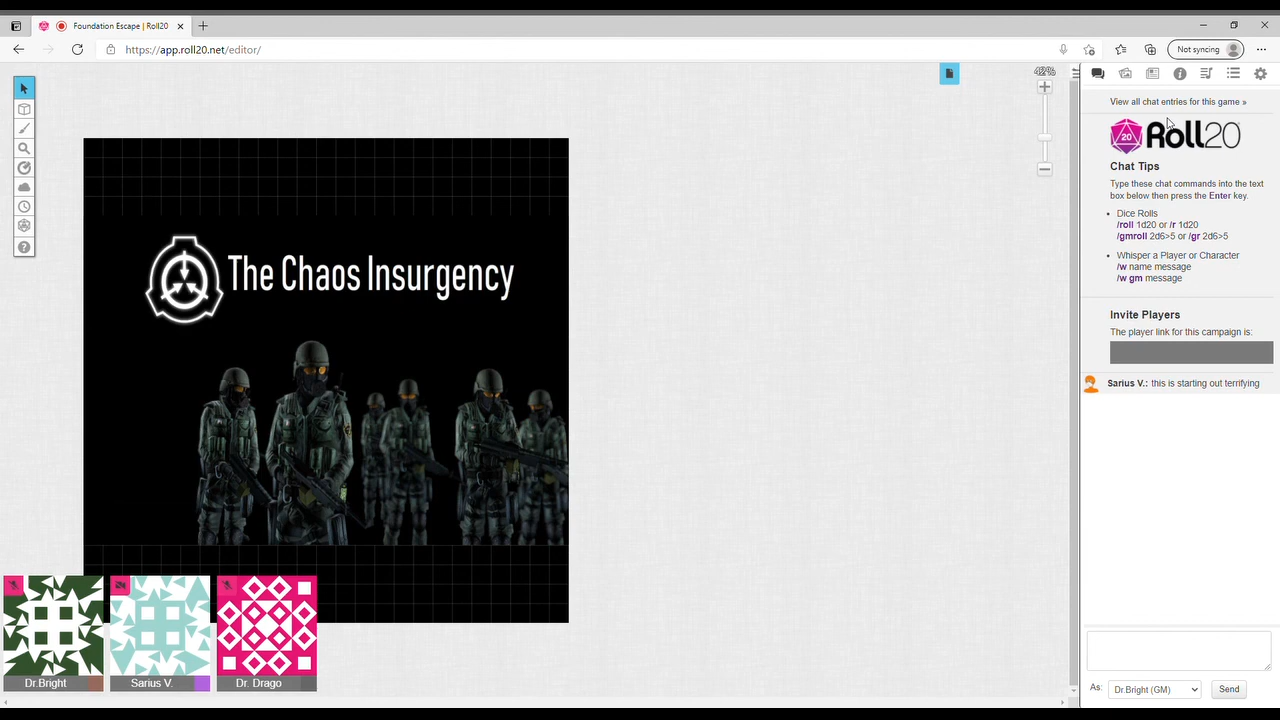 Foundation Escape | Roll20
https://app.roll20.net/editor/
Not syncing
42%
View all chat entries for this game »
20 Roll20
Chat Tips
Type these chat commands into the text
box below then press the Enter key.
Dice Rolls
/roll 1d20 or /r 1d20
/gmroll 2d6>5 or /gr 2d6>5
Whisper a Player or Character
/w name message
/w gm message
Invite Players
The player link for this campaign is:
Sarius V.: this is starting out terrifying
The Chaos Insurgency
Dr.Bright
Sarius V.
Dr. Drago
As:
Dr.Bright (GM)
Send